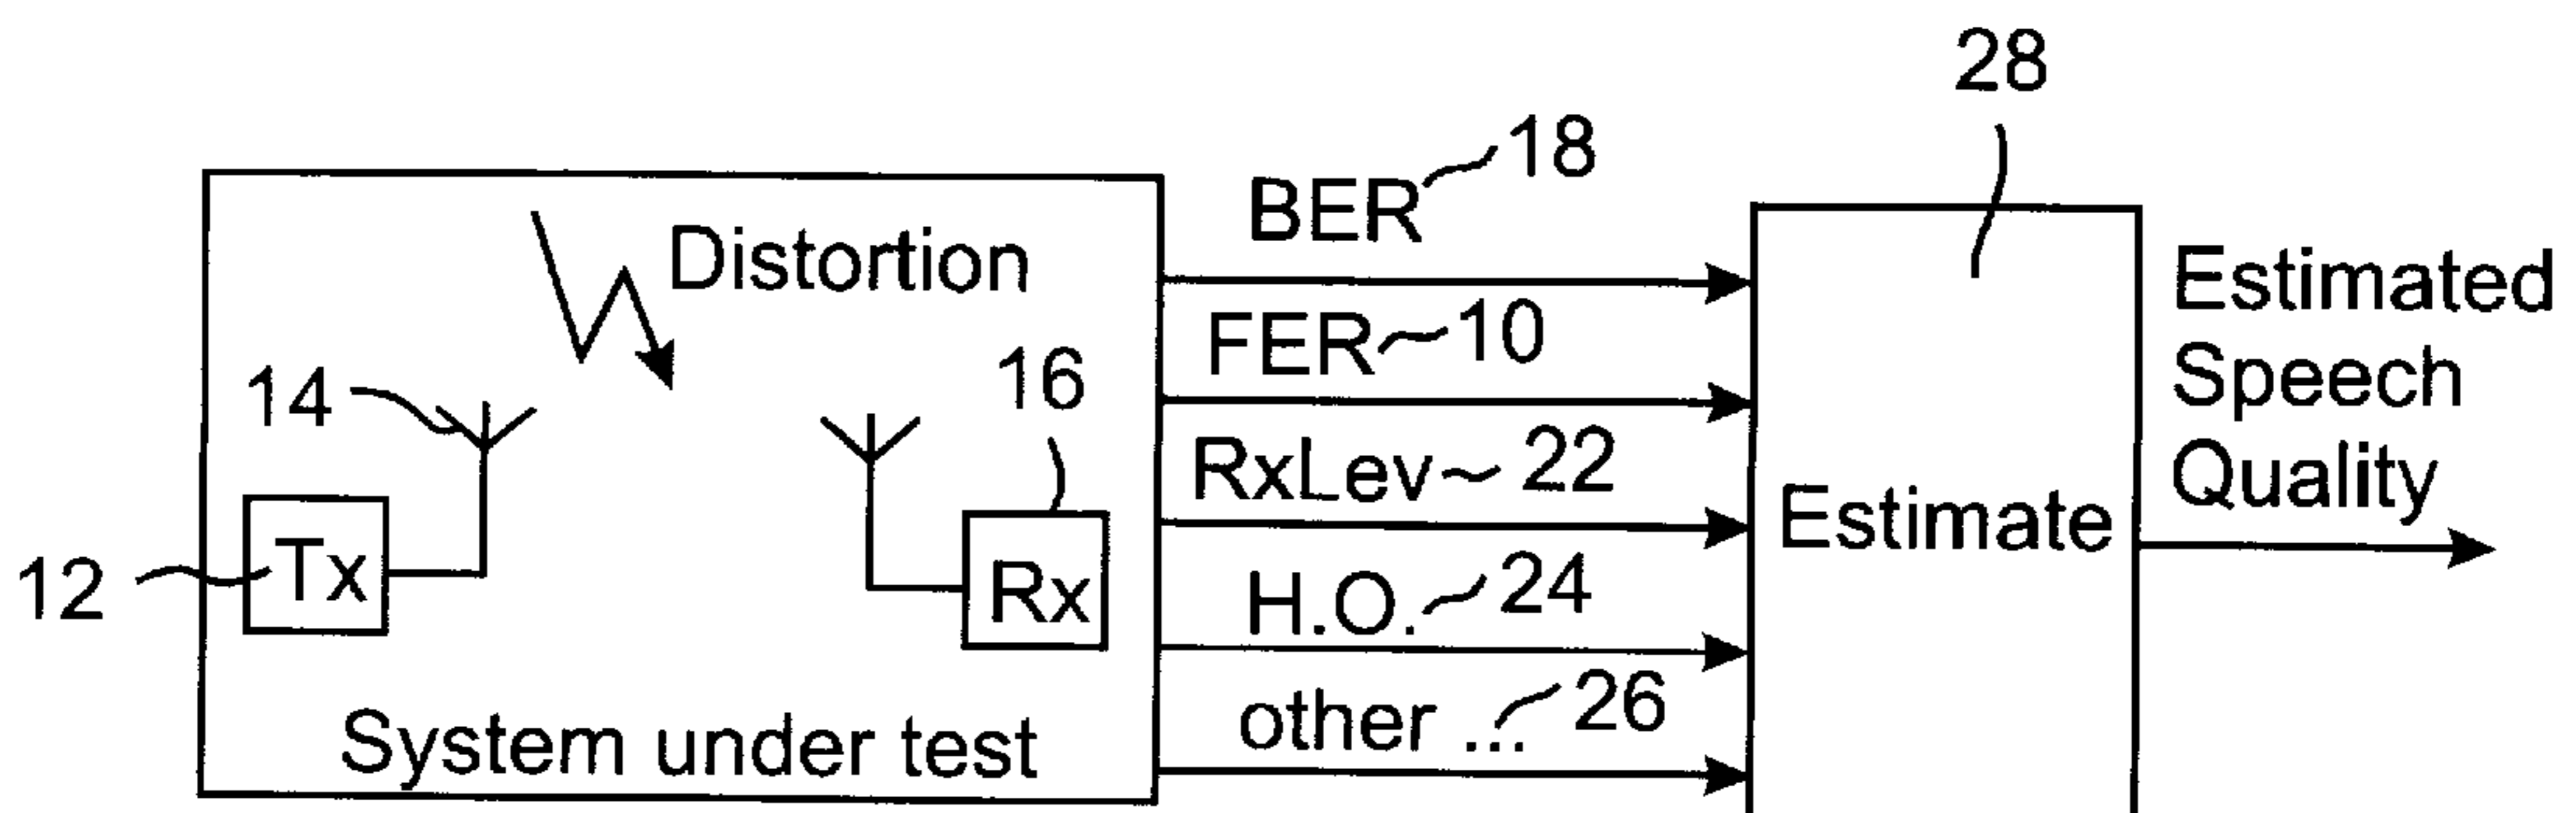 28
BER 18
Distortion
Estimated
Speech
Quality
FER 10
14
16
RxLev 22
Estimate
12
Tx
Rx
H.O. 24
other ... 26
System under test